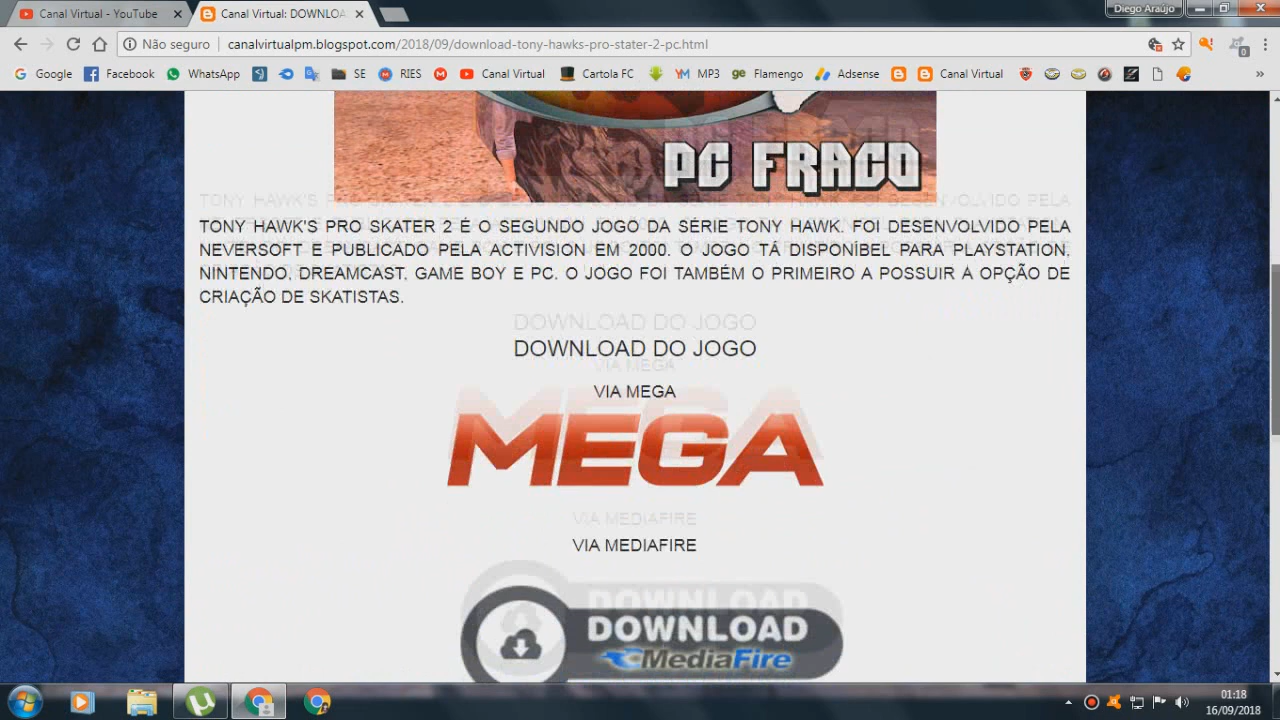 Canal Virtual - YouTube
Canal Virtual: DOWNLOA
Diego Araújo
Não seguro
canalvirtualpm.blogspot.com/2018/09/download-tony-hawks-pro-stater-2-pc.html
0
Google
Facebook
WhatsApp
SE
RIES
Canal Virtual
Cartola FC
MP3
Flamengo
Adsense
Canal Virtual
»
PC FRACO
TONY HAWK'S PRO SKATER 2 É O SEGUNDO JOGO DA SÉRIE TONY HAWK. FOI DESENVOLVIDO PELA
NEVERSOFT E PUBLICADO PELA ACTIVISION EM 2000. O JOGO TÁ DISPONÍBEL PARA PLAYSTATION,
NINTENDO, DREAMCAST, GAME BOY E PC. O JOGO FOI TAMBÉM O PRIMEIRO A POSSUIR A OPÇÃO DE
CRIAÇÃO DE SKATISTAS.
DOWNLOAD DO JOGO
VIA MEGA
MEGA
VIA MEDIAFIRE
DOWNLOAD
MediaFire
01:18
16/09/2018